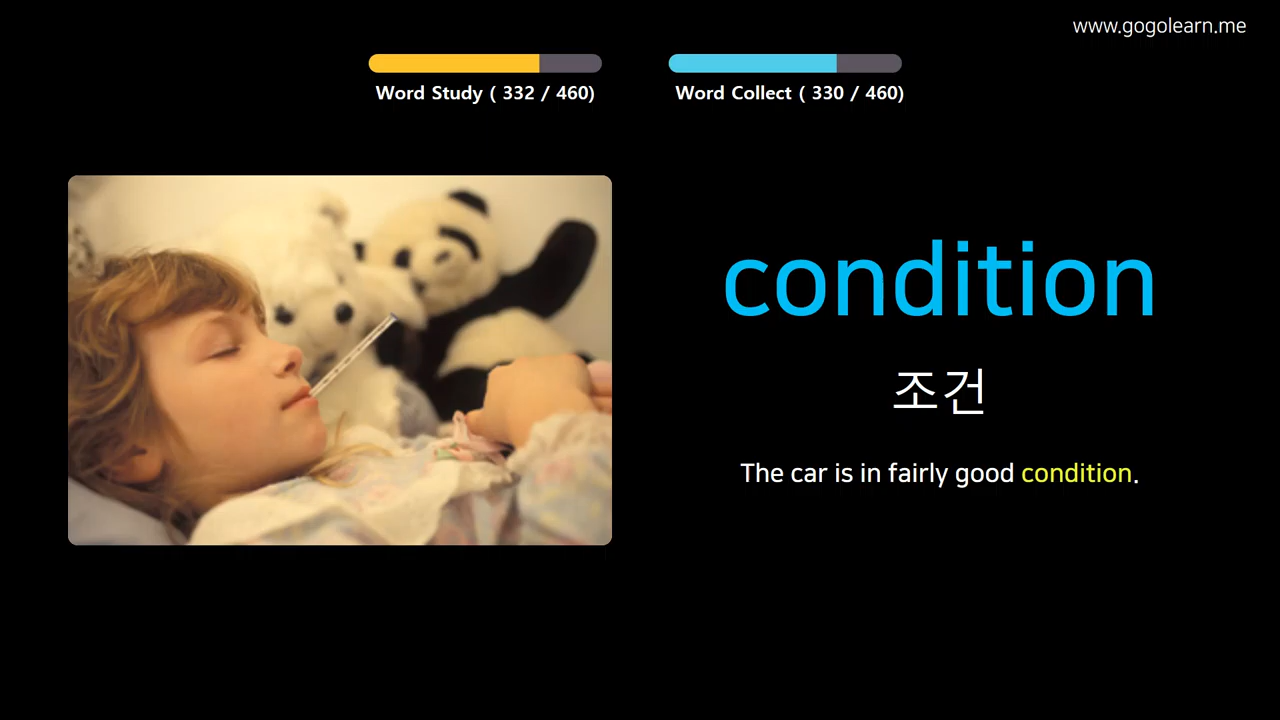 www.gogolearn.me
Word Study ( 332 / 460)
Word Collect ( 330 / 460)
condition
조건
The car is in fairly good condition.